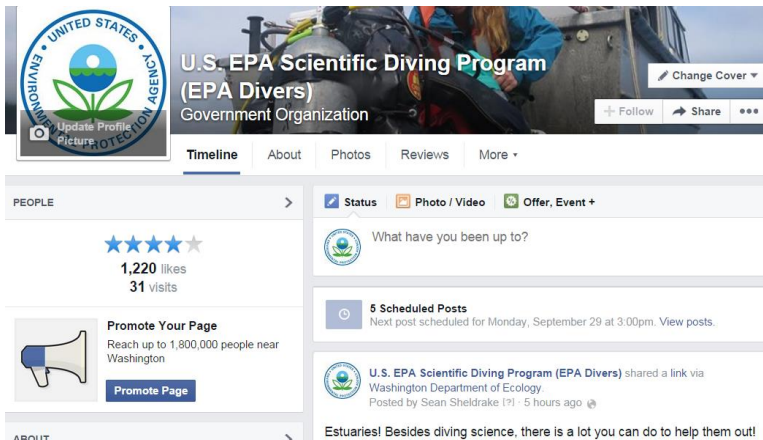 UNITED STATES
ENVIRONMENTAL PROTECTION AGENCY
Update Profile
Picture
U.S. EPA Scientific Diving Program
(EPA Divers)
Government Organization
Change Cover
Follow
Share
Timeline
About
Photos
Reviews
More
PEOPLE
1,220 likes
31 visits
Promote Your Page
Reach up to 1,800,000 people near
Washington
Promote Page
ABOUT
Status
Photo / Video
Offer, Event +
What have you been up to?
5 Scheduled Posts
Next post scheduled for Monday, September 29 at 3:00pm. View posts.
U.S. EPA Scientific Diving Program (EPA Divers) shared a link via
Washington Department of Ecology.
Posted by Sean Sheldrake [?] · 5 hours ago
Estuaries! Besides diving science, there is a lot you can do to help them out!